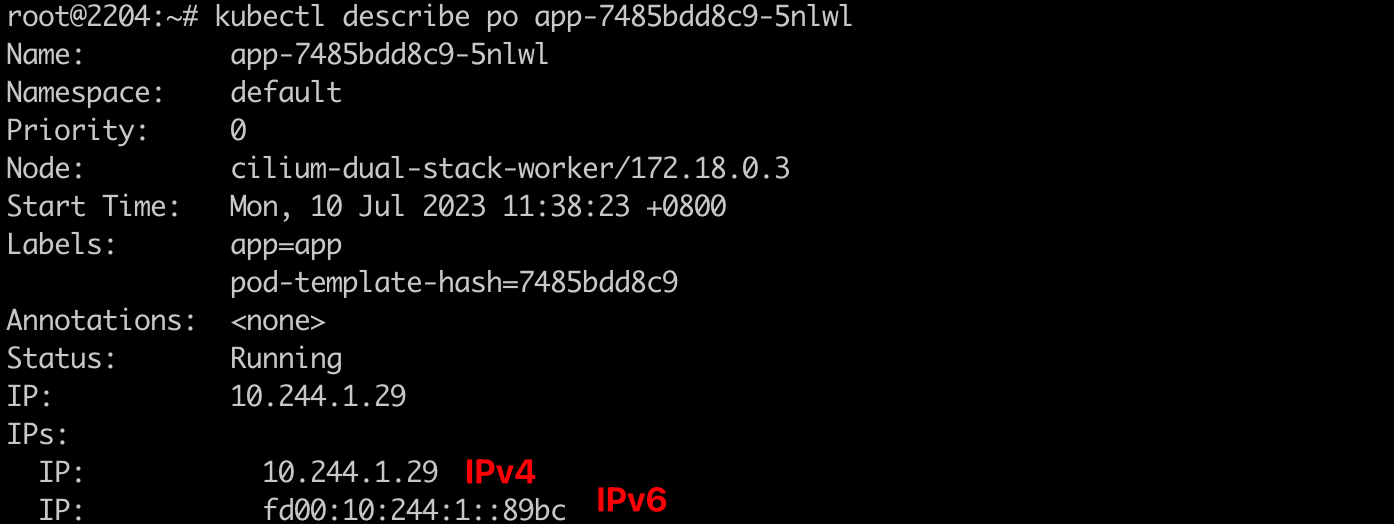 root@2204:~# kubectl describe po app-7485bdd8c9-5nlwl
Name:         app-7485bdd8c9-5nlwl
Namespace:    default
Priority:     0
Node:         cilium-dual-stack-worker/172.18.0.3
Start Time:   Mon, 10 Jul 2023 11:38:23 +0800
Labels:       app=app
              pod-template-hash=7485bdd8c9
Annotations:  <none>
Status:       Running
IP:           10.244.1.29
IPs:
  IP:           10.244.1.29 IPv4
  IP:           fd00:10:244:1::89bc IPv6